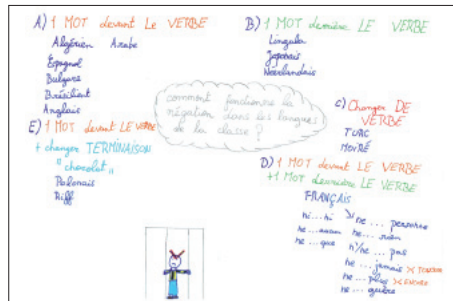 A) 1 MOT devant Le VERBE
Algérien Arabe
Espagnol
Bulgare
Brésilien
Anglais
B) 1 MOT derrière LE VERBE
Lingala
Japonais
Néerlandais
comment fonctionne la
négation dans les langues
de la classe ?
C) Changer DE
VERBE
TURC
MOIRÉ
E) 1 MOT devant LE VERBE
+ changer TERMINAISON
"chocolat"
Polonais
Riff
D) 1 MOT devant LE VERBE
+ 1 MOT derrière LE VERBE
FRANÇAIS
ni...ni
ne... personne
ne... aucun
ne... rien
ne... que
n'/ne... pas
ne... jamais
ne... plus
ne... guère